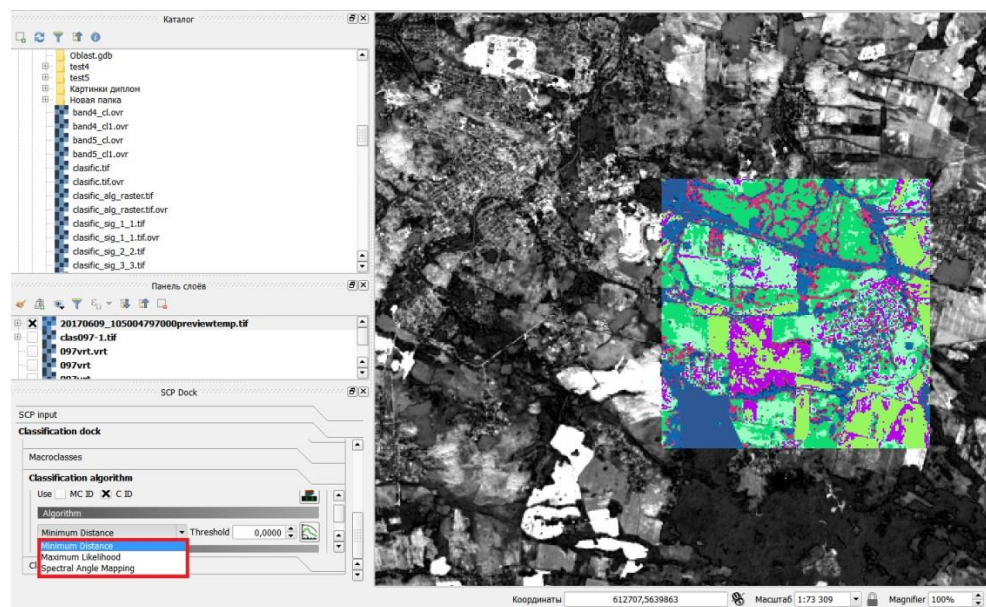 Каталог
Oblast.gdb
test4
test5
Картинки диплом
Новая папка
band4_cl.ovr
band4_cl1.ovr
band5_cl.ovr
band5_cl1.ovr
clasific.tif
clasific.tif.ovr
clasific_alg_raster.tif
clasific_alg_raster.tif.ovr
clasific_sig_1_1.tif
clasific_sig_1_1.tif.ovr
clasific_sig_2_2.tif
clasific_sig_3_3.tif
Панель слоёв
20170609_105004797000previewtemp.tif
clas097-1.tif
097vrt.vrt
097vrt
SCP Dock
SCP input
Classification dock
Macroclasses
Classification algorithm
Use MC ID C ID
Algorithm
Minimum Distance Threshold 0,0000
Minimum Distance
Maximum Likelihood
Spectral Angle Mapping
Координаты 612707,5639863 Масштаб 1:73 309 Magnifier 100%